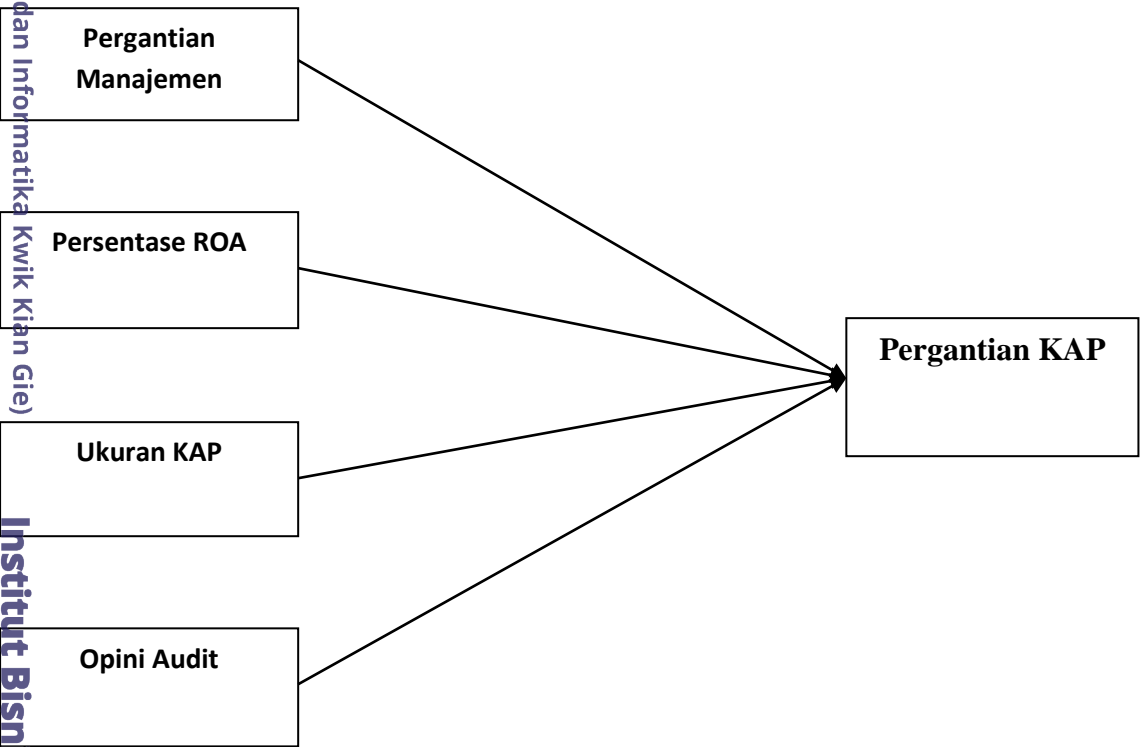 Pergantian
Manajemen
Persentase ROA
Ukuran KAP
Opini Audit
Pergantian KAP
dan Informatika Kwik Kian Gie)
Institut Bisn